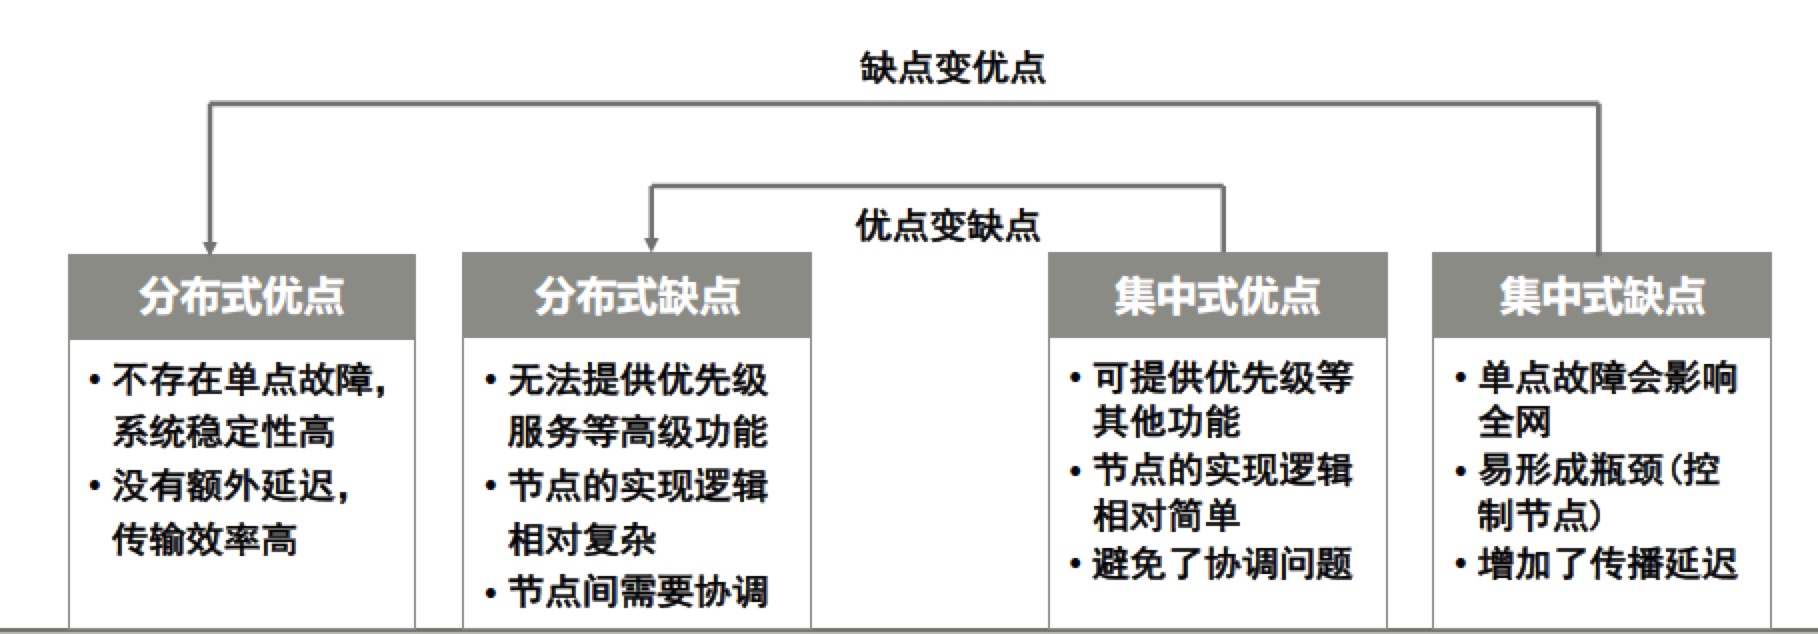 缺点变优点
优点变缺点
分布式优点
• 不存在单点故障，
系统稳定性高
• 没有额外延迟，
传输效率高
分布式缺点
• 无法提供优先级
服务等高级功能
• 节点的实现逻辑
相对复杂
• 节点间需要协调
集中式优点
• 可提供优先级等
其他功能
• 节点的实现逻辑
相对简单
• 避免了协调问题
集中式缺点
• 单点故障会影响
全网
• 易形成瓶颈(控
制节点)
• 增加了传播延迟